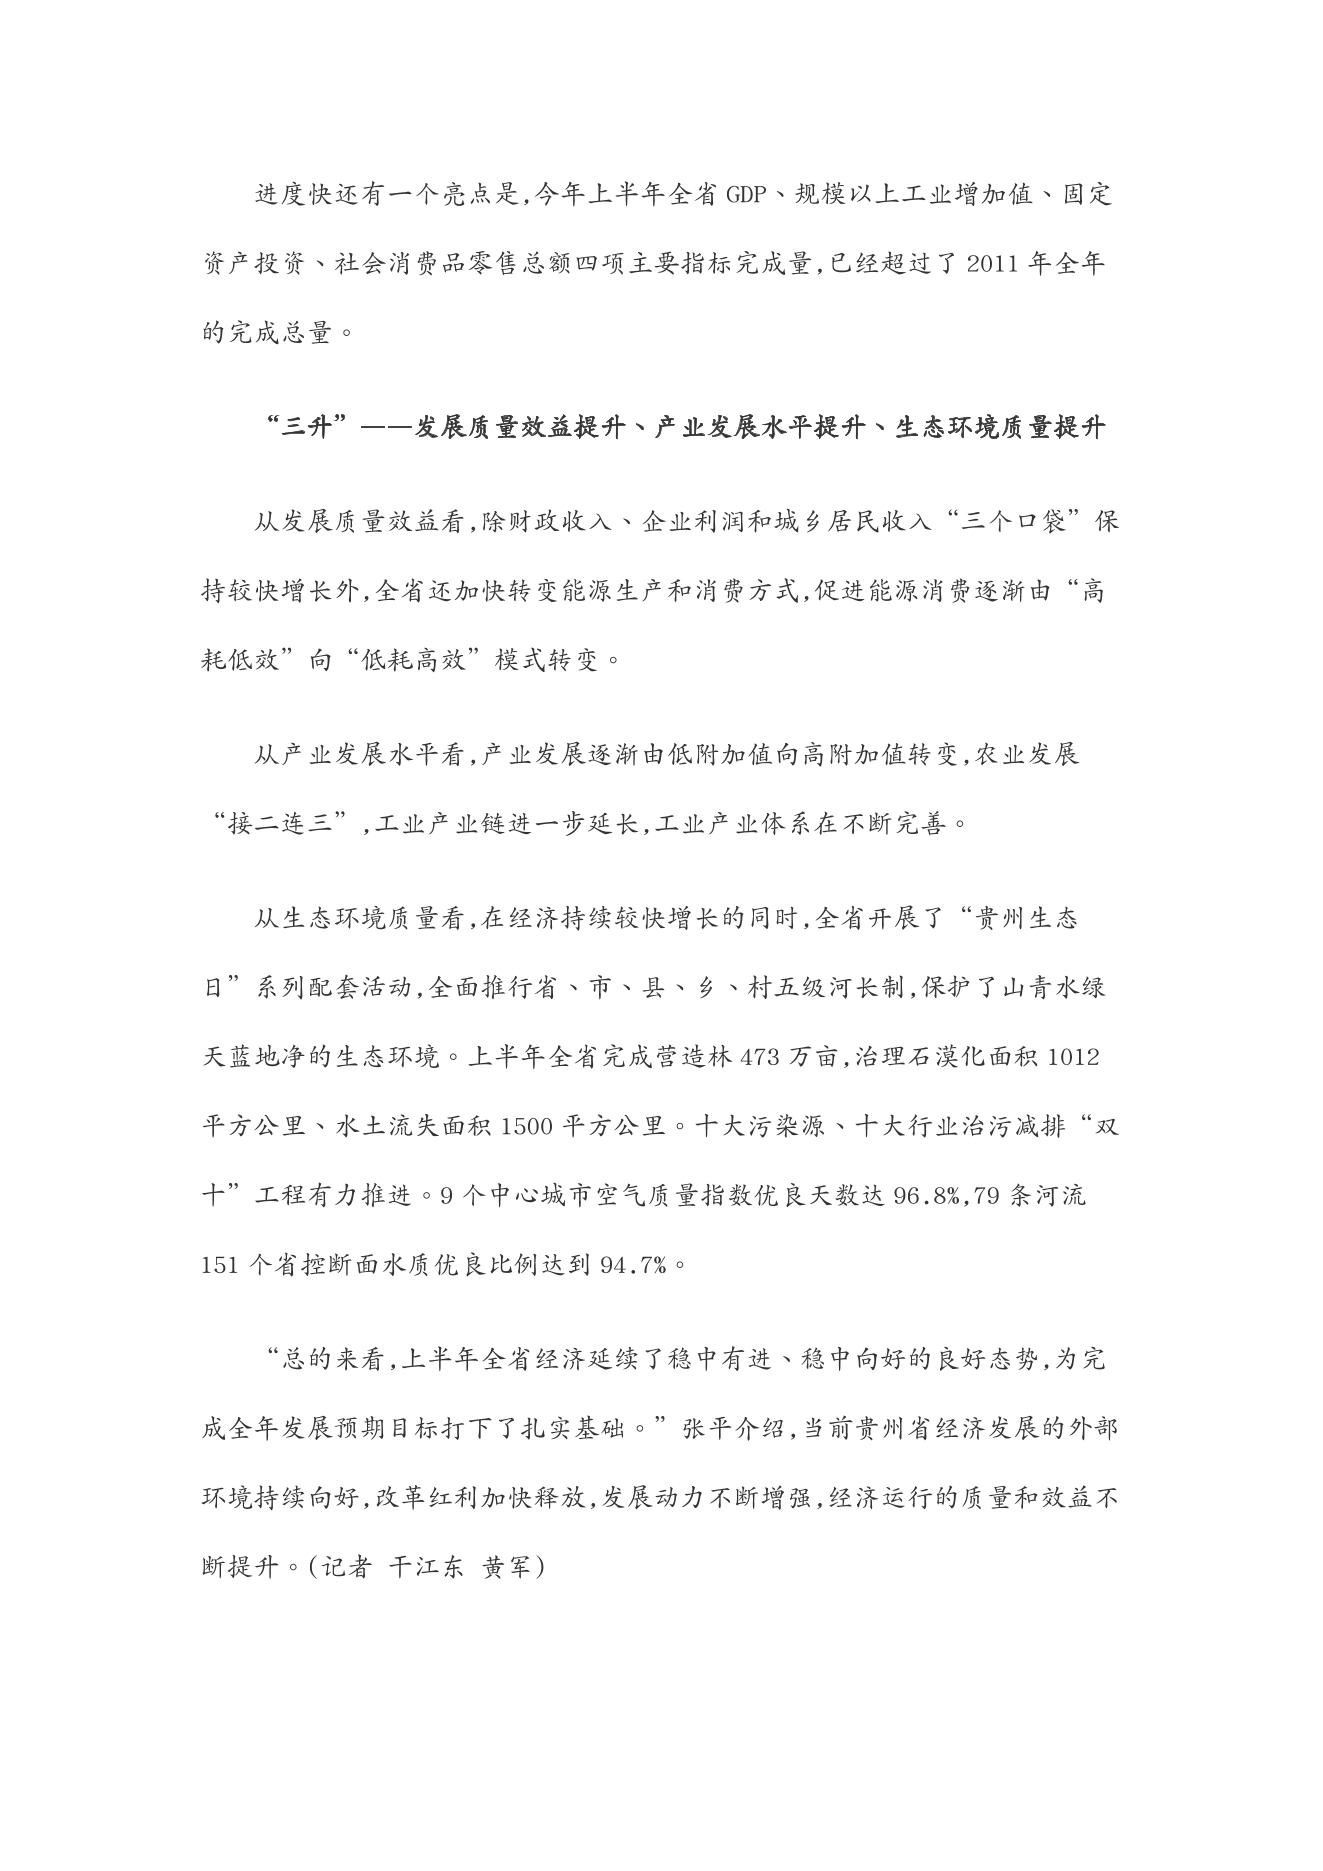 进度快还有一个亮点是,今年上半年全省 GDP、规模以上工业增加值、固定
资产投资、社会消费品零售总额四项主要指标完成量,已经超过了 2011 年全年
的完成总量。
“三升”——发展质量效益提升、产业发展水平提升、生态环境质量提升
从发展质量效益看,除财政收入、企业利润和城乡居民收入“三个口袋”保
持较快增长外,全省还加快转变能源生产和消费方式,促进能源消费逐渐由“高
耗低效”向“低耗高效”模式转变。
从产业发展水平看,产业发展逐渐由低附加值向高附加值转变,农业发展
“接二连三”,工业产业链进一步延长,工业产业体系在不断完善。
从生态环境质量看,在经济持续较快增长的同时,全省开展了“贵州生态
日”系列配套活动,全面推行省、市、县、乡、村五级河长制,保护了山青水绿
天蓝地净的生态环境。上半年全省完成营造林 473 万亩,治理石漠化面积 1012
平方公里、水土流失面积 1500 平方公里。十大污染源、十大行业治污减排“双
十”工程有力推进。9 个中心城市空气质量指数优良天数达 96.8%,79 条河流
151 个省控断面水质优良比例达到 94.7%。
“总的来看,上半年全省经济延续了稳中有进、稳中向好的良好态势,为完
成全年发展预期目标打下了扎实基础。”张平介绍,当前贵州省经济发展的外部
环境持续向好,改革红利加快释放,发展动力不断增强,经济运行的质量和效益不
断提升。(记者 干江东 黄军)